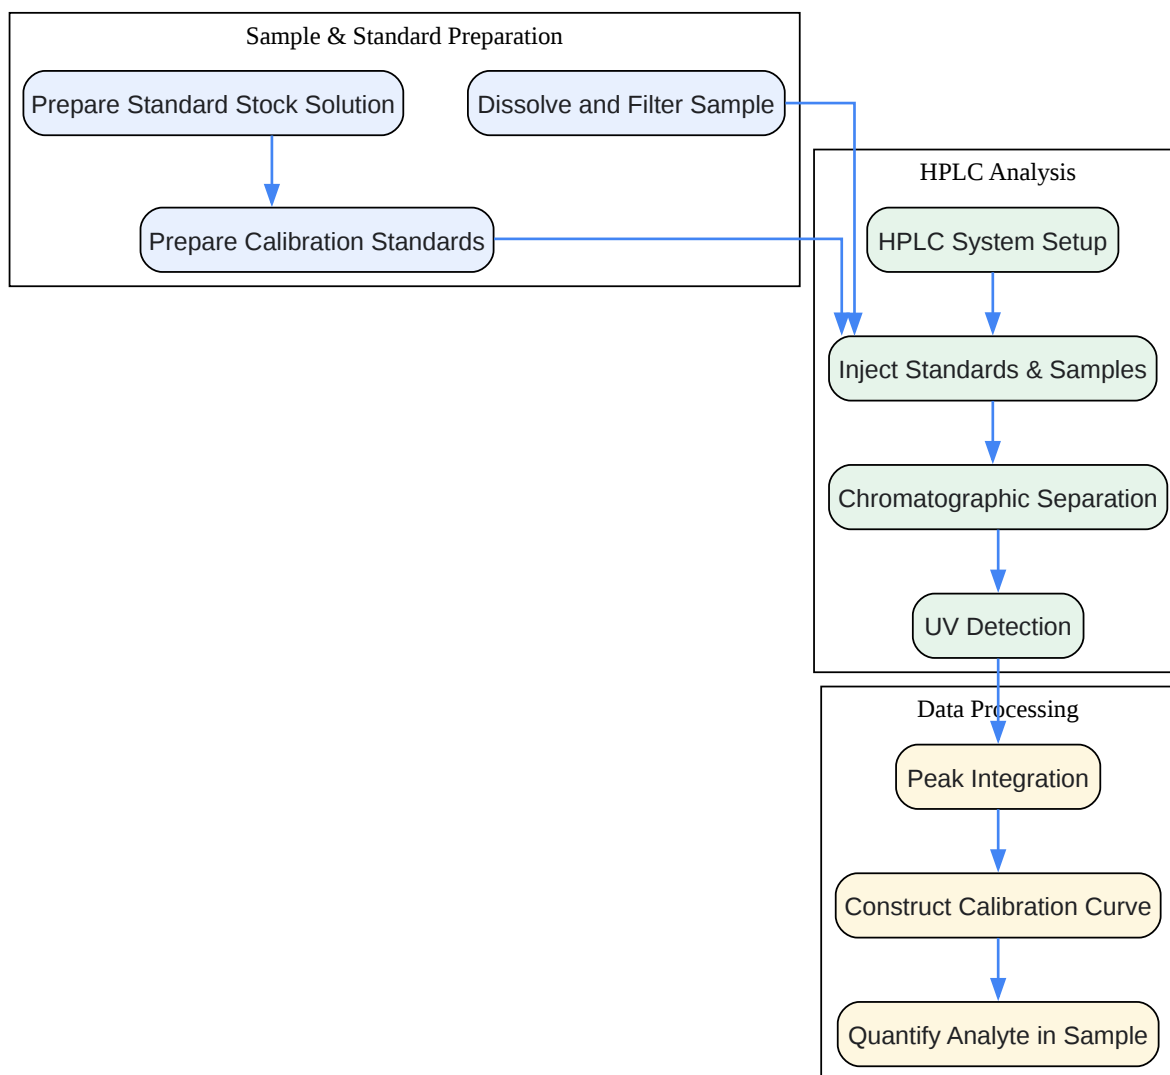 Sample & Standard Preparation
Prepare Standard Stock Solution
Dissolve and Filter Sample
Prepare Calibration Standards
HPLC Analysis
HPLC System Setup
Inject Standards & Samples
Chromatographic Separation
UV Detection
Data Processing
Peak Integration
Construct Calibration Curve
Quantify Analyte in Sample